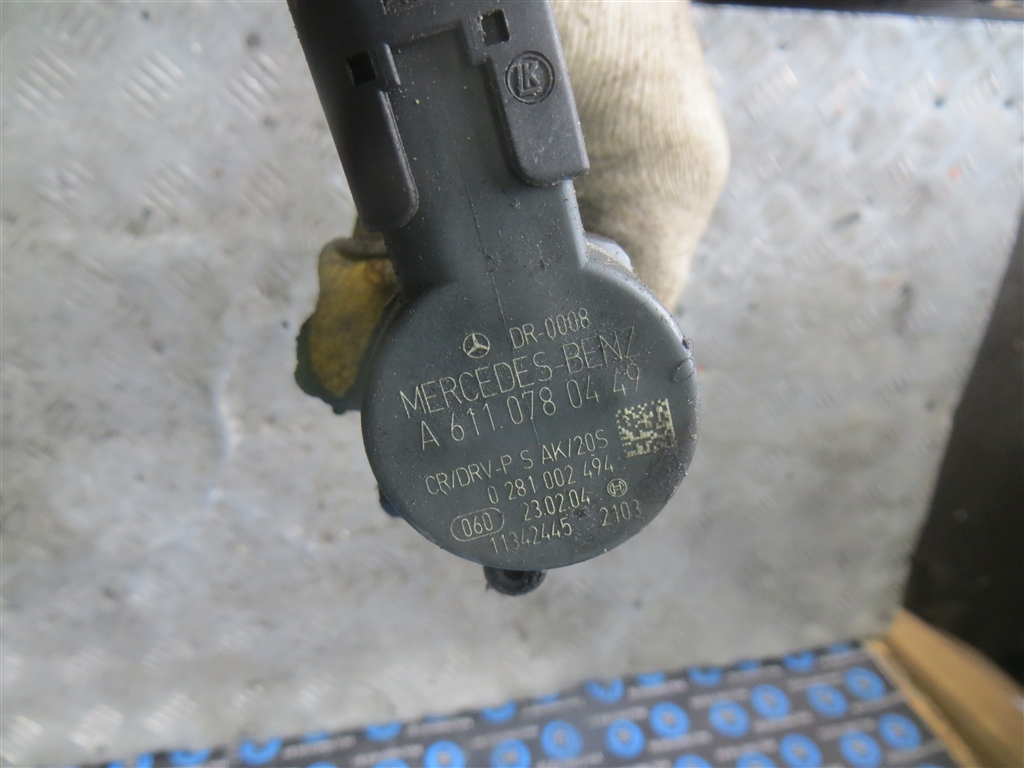 ZK
DR-0008
MERCEDES-BENZ
A 611 078 04 49
CR/DRV-P S AK/20S
0 281 002 494
060 23.02.04
11342445 2103